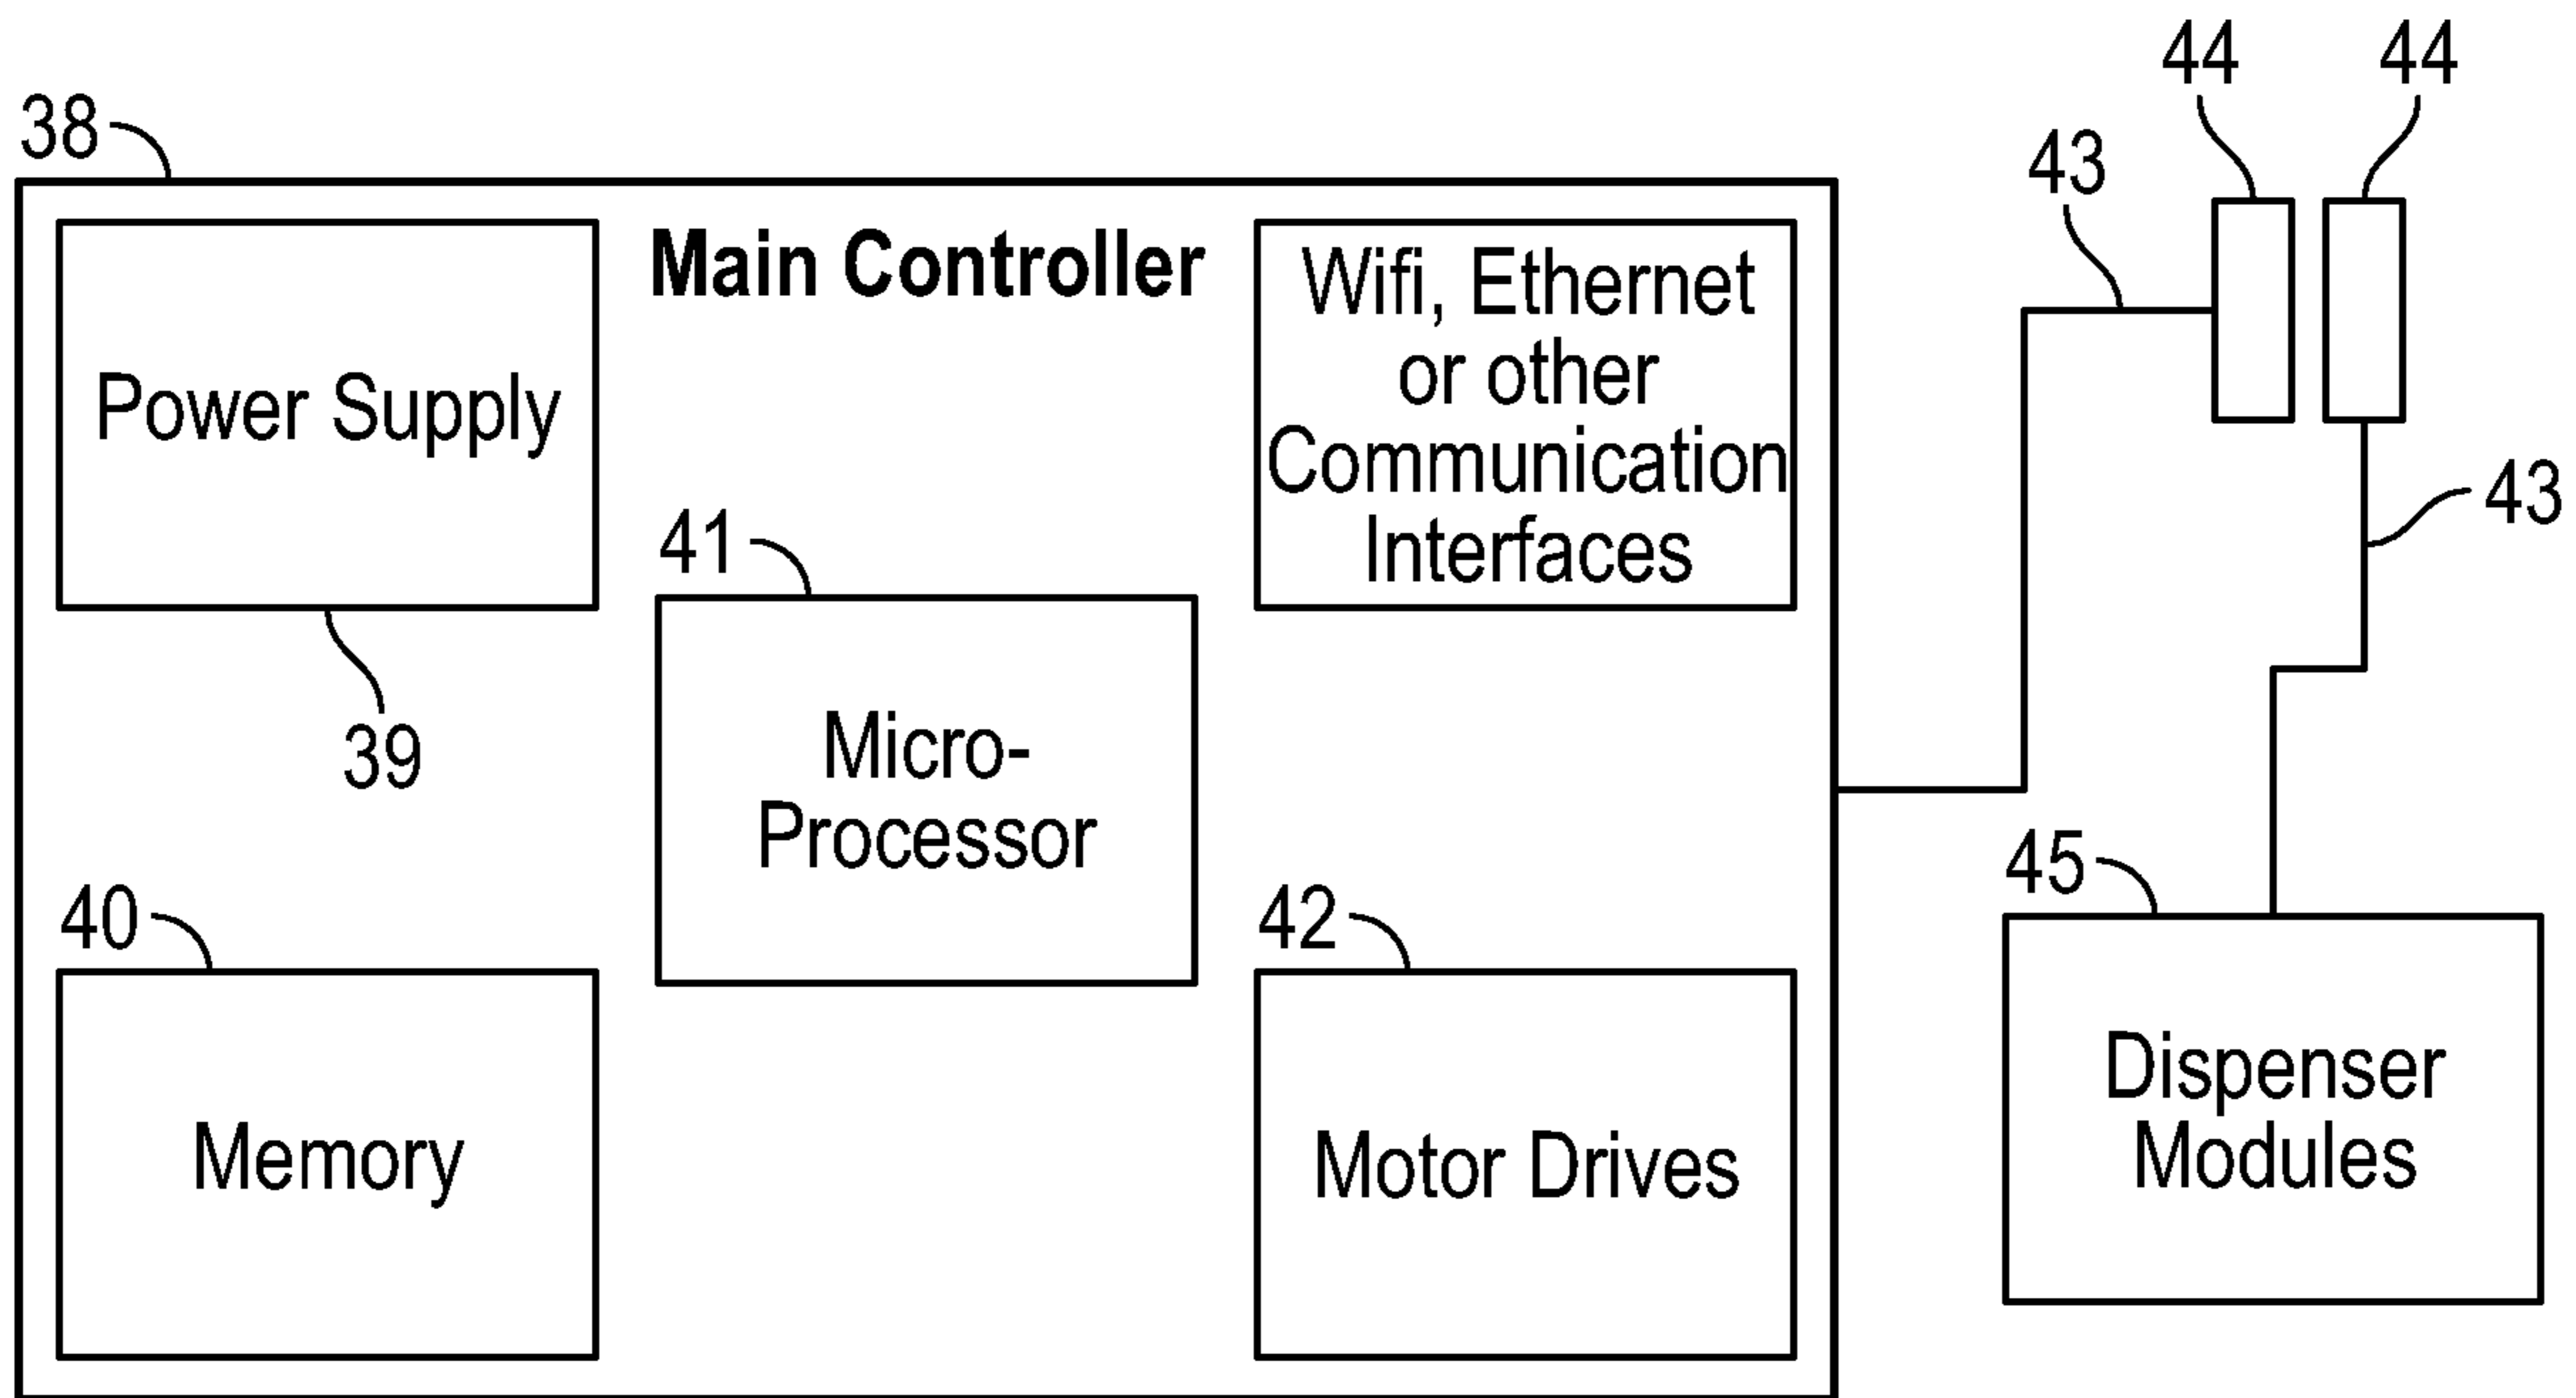 44
44
38
43
Main Controller
Power Supply
Wifi, Ethernet
or other
Communication
Interfaces
43
41
39
Micro-
Processor
45
40
42
Memory
Motor Drives
Dispenser
Modules